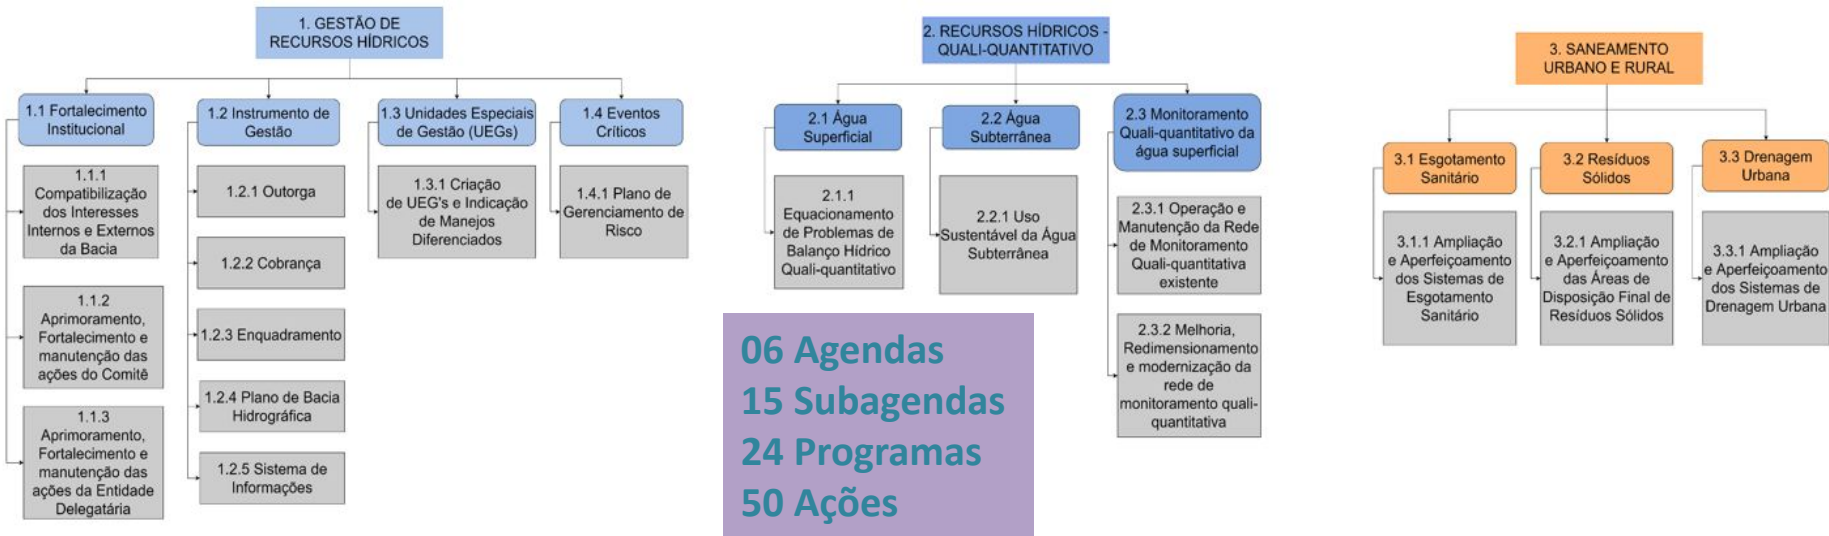 1. GESTÃO DE
RECURSOS HÍDRICOS
1.1 Fortalecimento
Institucional
1.1.1
Compatibilização
dos Interesses
Internos e Externos
da Bacia
1.1.2
Aprimoramento,
Fortalecimento e
manutenção das
ações do Comitê
1.1.3
Aprimoramento,
Fortalecimento e
manutenção das
ações da Entidade
Delegatária
1.2 Instrumento de
Gestão
1.2.1 Outorga
1.2.2 Cobrança
1.2.3 Enquadramento
1.2.4 Plano de Bacia
Hidrográfica
1.2.5 Sistema de
Informações
1.3 Unidades Especiais
de Gestão (UEGs)
1.3.1 Criação
de UEG's e Indicação
de Manejos
Diferenciados
1.4 Eventos
Críticos
1.4.1 Plano de
Gerenciamento de
Risco
2. RECURSOS HÍDRICOS -
QUALI-QUANTITATIVO
2.1 Água
Superficial
2.1.1
Equacionamento
de Problemas de
Balanço Hídrico
Quali-quantitativo
2.2 Água
Subterrânea
2.2.1 Uso
Sustentável da Água
Subterrânea
2.3 Monitoramento
Quali-quantitativo da
água superficial
2.3.1 Operação e
Manutenção da Rede
de Monitoramento
Quali-quantitativa
existente
2.3.2 Melhoria,
Redimensionamento
e modernização da
rede de
monitoramento quali-
quantitativa
06 Agendas
15 Subagendas
24 Programas
50 Ações
3. SANEAMENTO
URBANO E RURAL
3.1 Esgotamento
Sanitário
3.1.1 Ampliação
e Aperfeiçoamento
dos Sistemas de
Esgotamento
Sanitário
3.2 Resíduos
Sólidos
3.2.1 Ampliação
e Aperfeiçoamento
das Áreas de
Disposição Final de
Resíduos Sólidos
3.3 Drenagem
Urbana
3.3.1 Ampliação
e Aperfeiçoamento
dos Sistemas de
Drenagem Urbana